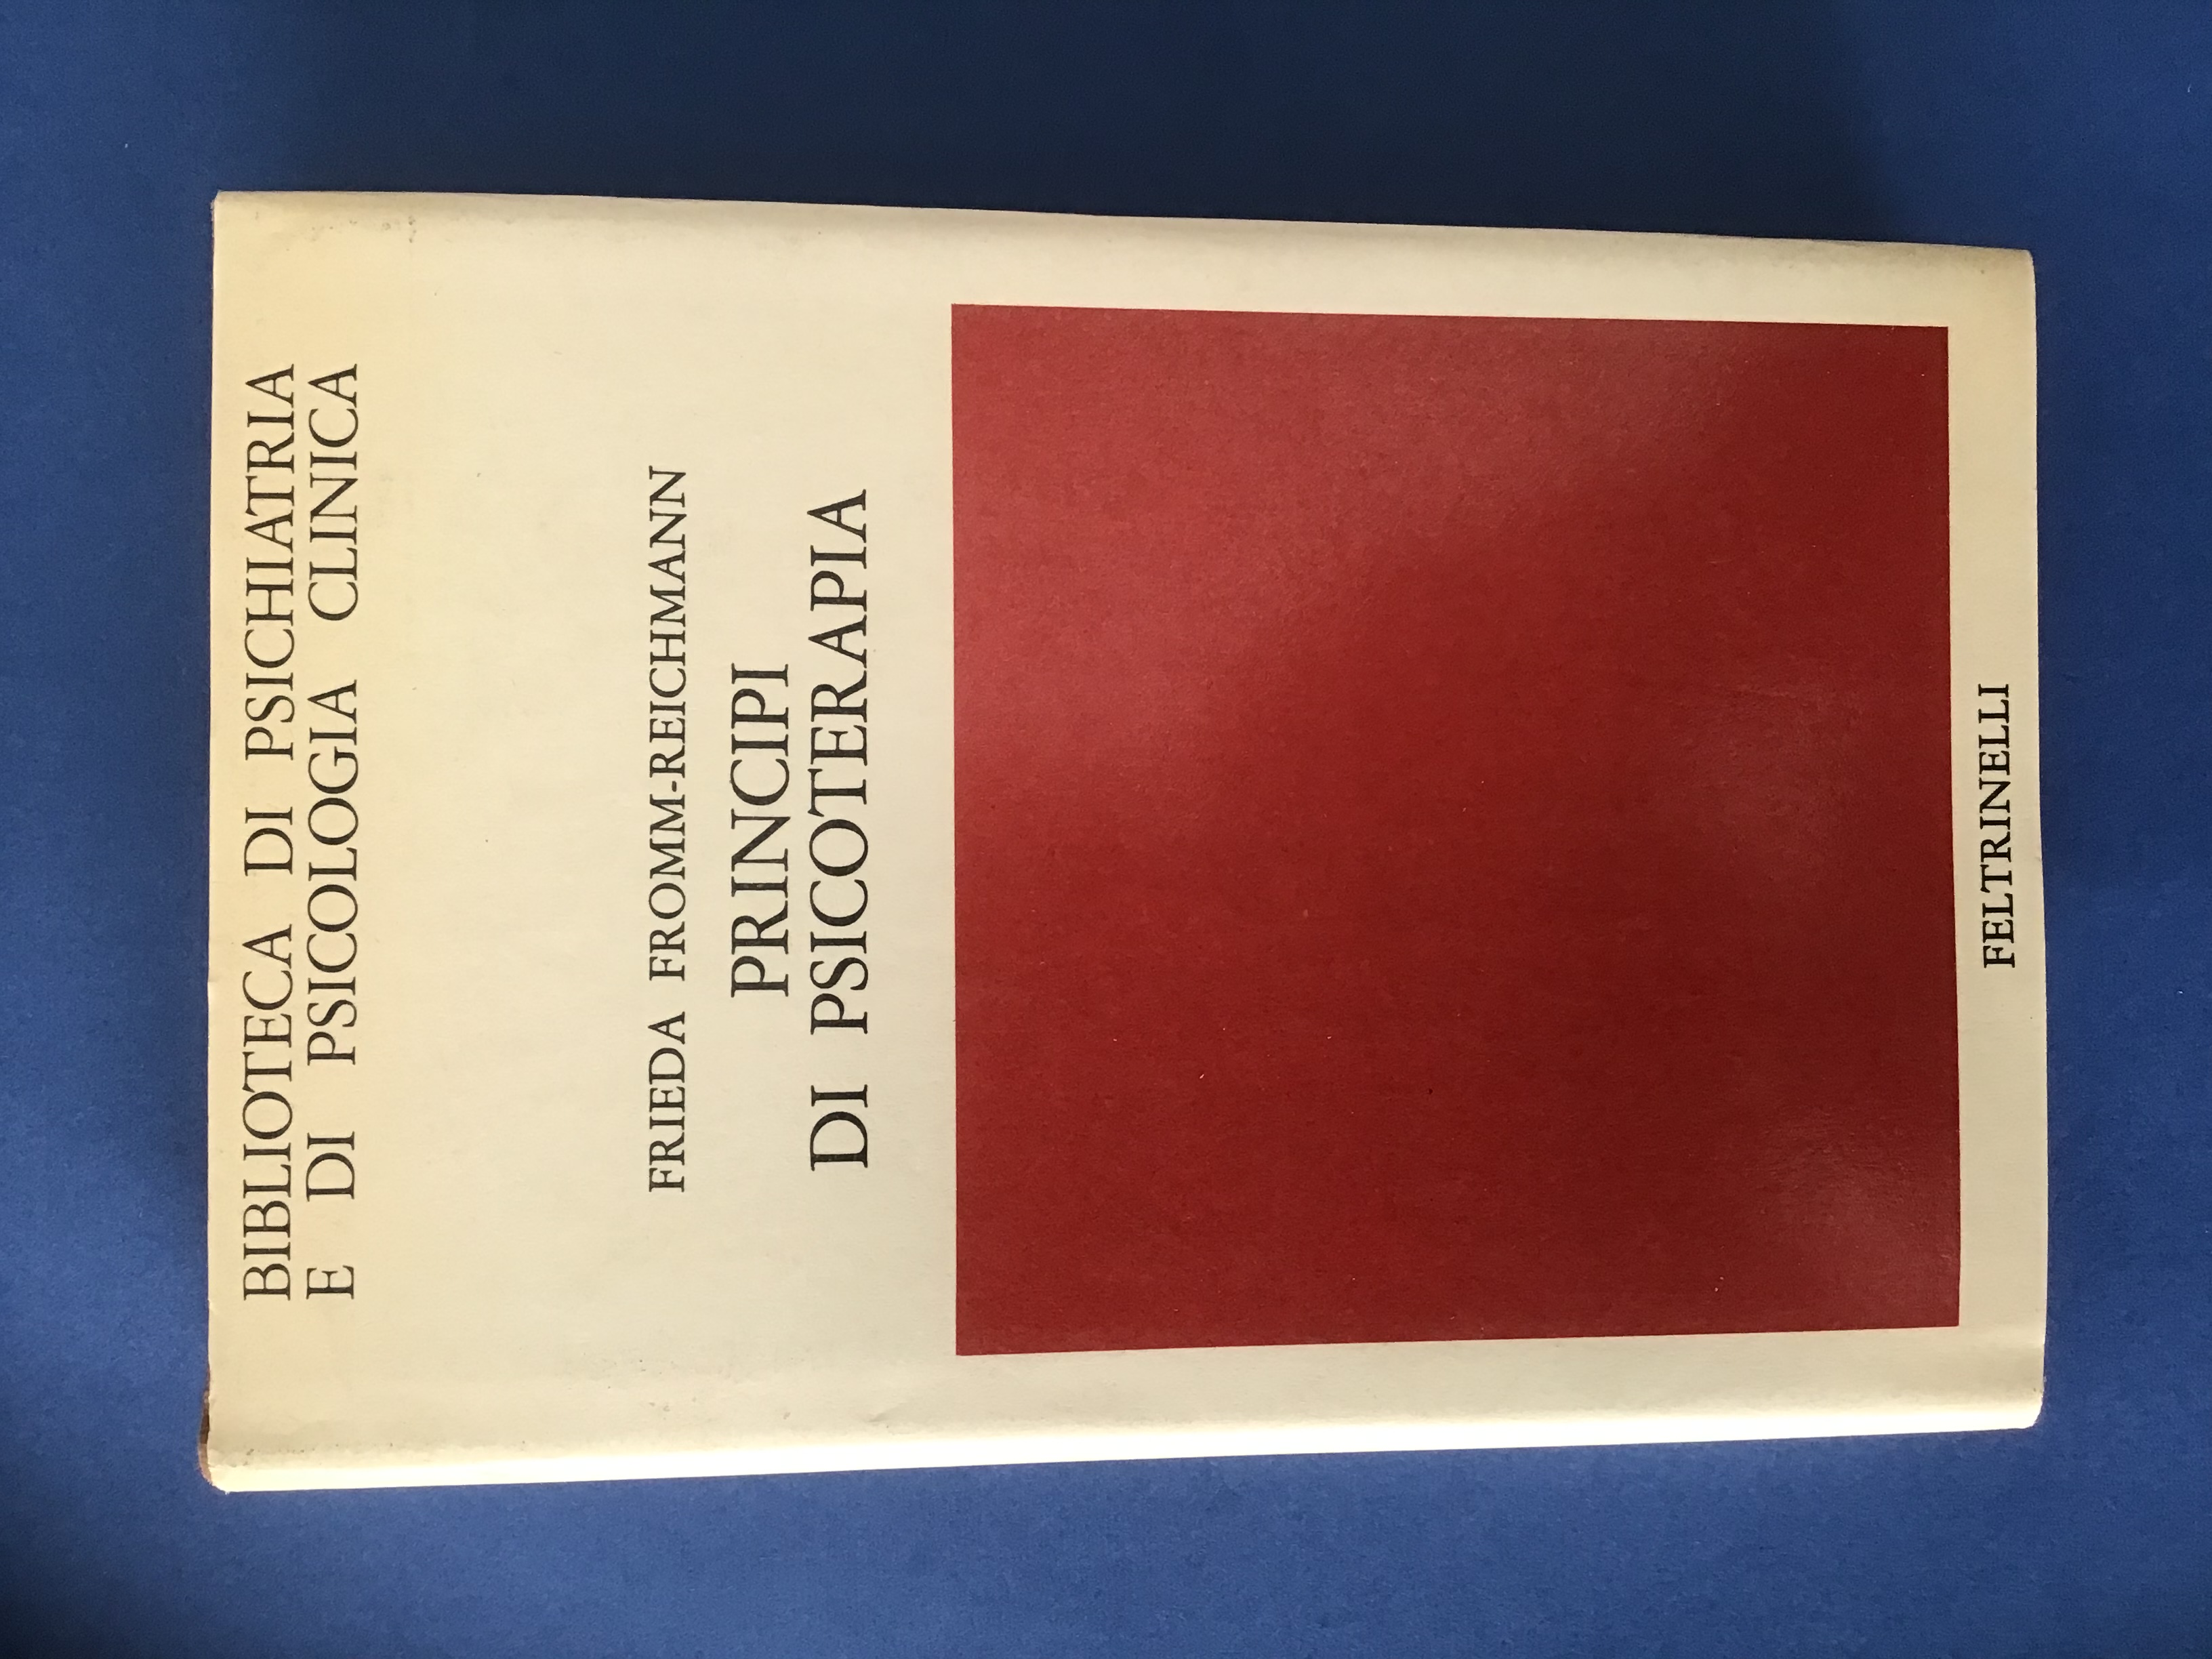 BIBLIOTECA DI PSICHIATRIA
E DI PSICOLOGIA CLINICA
FRIEDA FROMM-REICHMANN
PRINCIPI
DI PSICOTERAPIA
FELTRINELLI